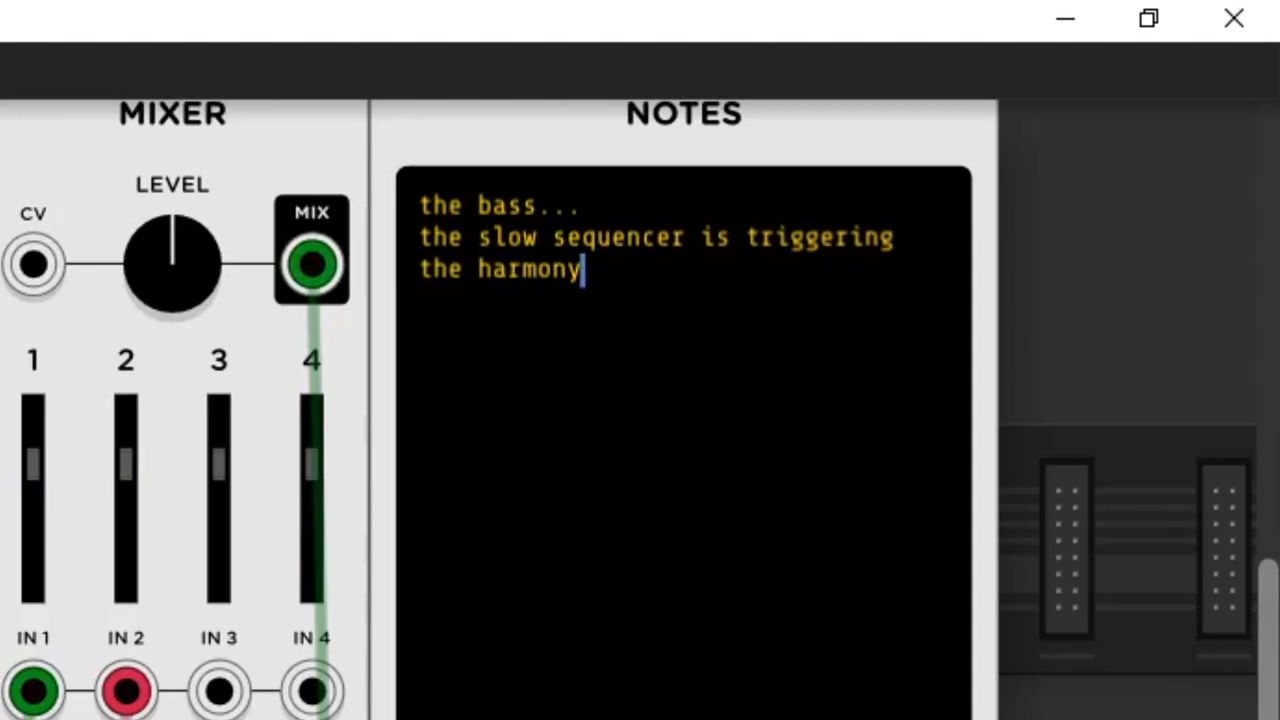 MIXER
NOTES
LEVEL
CV
MIX
the bass...
the slow sequencer is triggering
the harmony
1 2 3 4
IN 1 IN 2 IN 3 IN 4